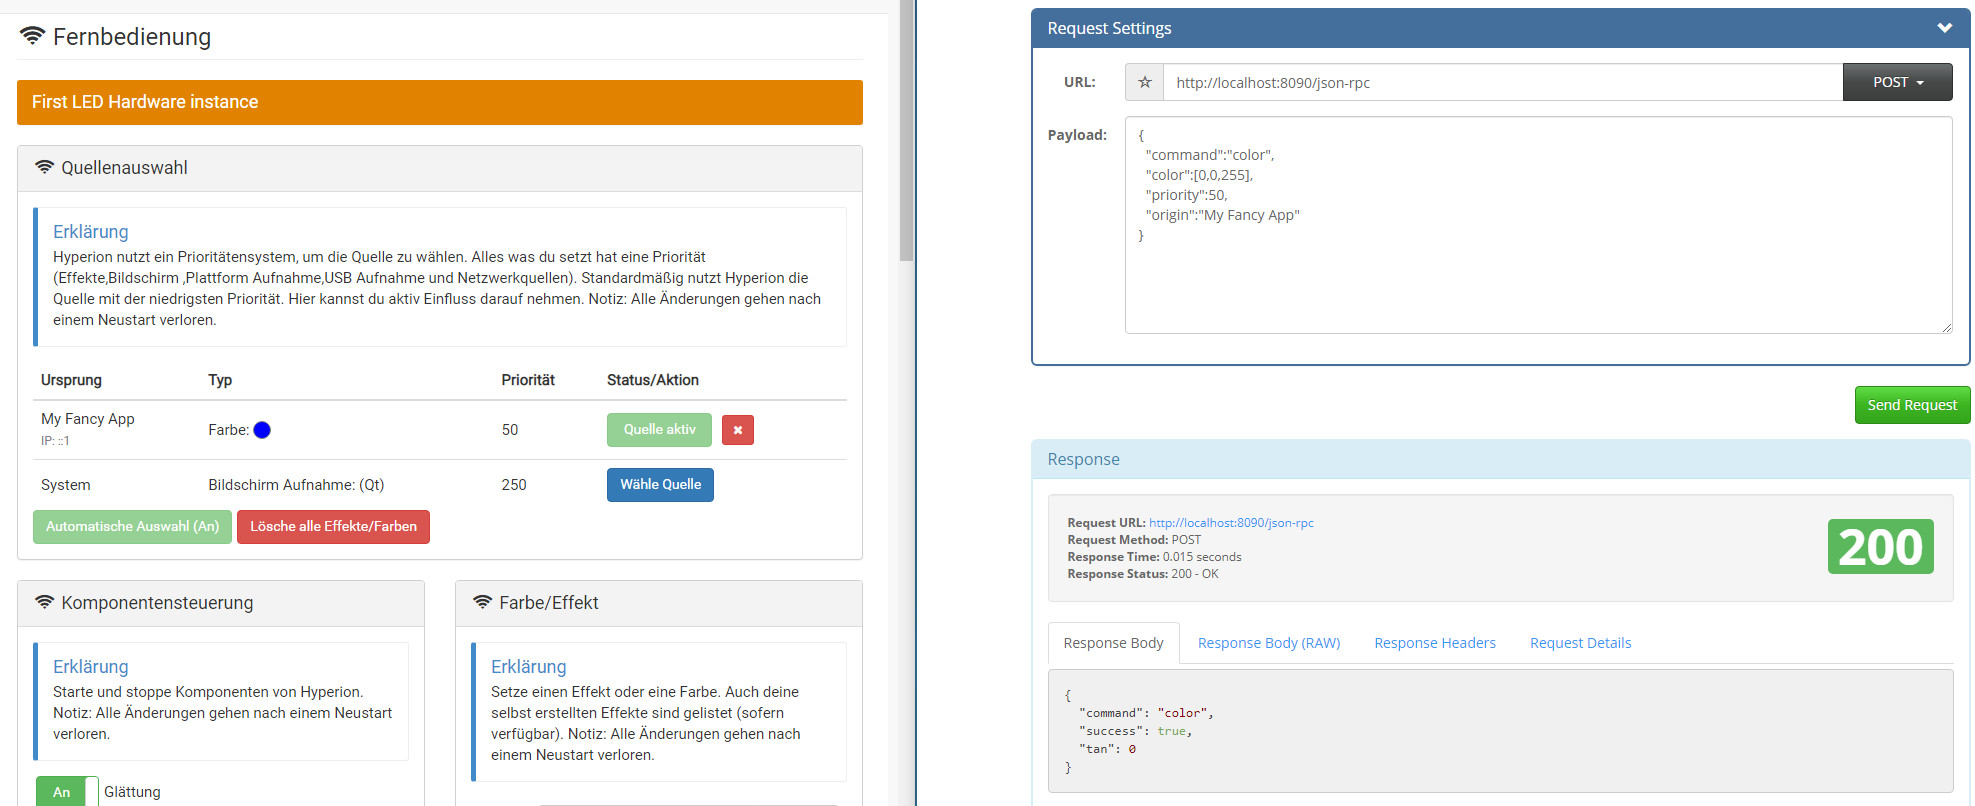 Fernbedienung
First LED Hardware instance
Quellenauswahl
Erklärung
Hyperion nutzt ein Prioritätensystem, um die Quelle zu wählen. Alles was du setzt hat eine Priorität
(Effekte,Bildschirm ,Plattform Aufnahme,USB Aufnahme und Netzwerkquellen). Standardmäßig nutzt Hyperion die
Quelle mit der niedrigsten Priorität. Hier kannst du aktiv Einfluss darauf nehmen. Notiz: Alle Änderungen gehen nach
einem Neustart verloren.
Ursprung Typ Priorität Status/Aktion
My Fancy App
IP: ::1
Farbe: 50 Quelle aktiv
System Bildschirm Aufnahme: (Qt) 250 Wähle Quelle
Automatische Auswahl (An) Lösche alle Effekte/Farben
Komponentensteuerung
Erklärung
Starte und stoppe Komponenten von Hyperion.
Notiz: Alle Änderungen gehen nach einem Neustart
verloren.
An Glättung
Farbe/Effekt
Erklärung
Setze einen Effekt oder eine Farbe. Auch deine
selbst erstellten Effekte sind gelistet (sofern
verfügbar). Notiz: Alle Änderungen gehen nach
einem Neustart verloren.
Request Settings
URL: http://localhost:8090/json-rpc POST
Payload:
{
"command":"color",
"color":[0,0,255],
"priority":50,
"origin":"My Fancy App"
}
Send Request
Response
Request URL: http://localhost:8090/json-rpc
Request Method: POST
Response Time: 0.015 seconds
Response Status: 200 - OK
200
Response Body Response Body (RAW) Response Headers Request Details
{
"command": "color",
"success": true,
"tan": 0
}